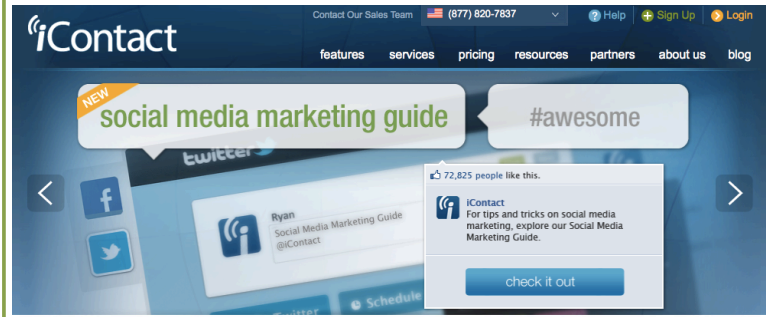 Contact Our Sales Team (877) 820-7837 Help Sign Up Login
iContact
features services pricing resources partners about us blog
NEW
social media marketing guide #awesome
twitter
72,825 people like this.
iContact
For tips and tricks on social media
marketing, explore our Social Media
Marketing Guide.
check it out
Ryan
Social Media Marketing Guide
@iContact
Twitter Schedule